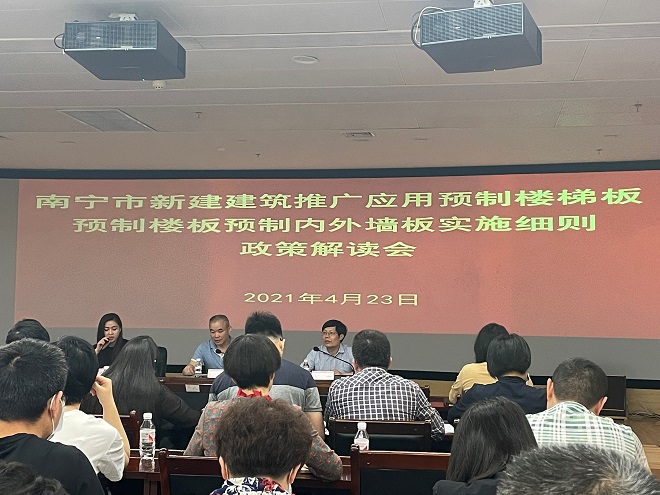 南宁市新建建筑推广应用预制楼梯板
预制楼板预制内外墙板实施细则
政策解读会
2021年4月23日